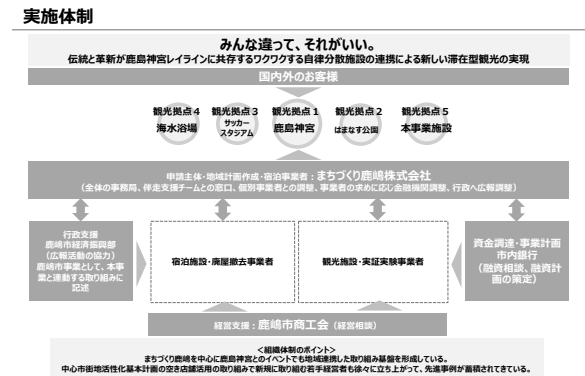 実施体制
みんな違って、それがいい。
伝統と革新が鹿島神宮レイラインに共存するワクワクする自律分散施設の連携による新しい滞在型観光の実現
国内外のお客様
観光拠点4
海水浴場
観光拠点3
サッカー
スタジアム
観光拠点1
鹿島神宮
観光拠点2
はまなす公園
観光拠点5
本事業施設
申請主体・地域計画作成・宿泊事業者：まちづくり鹿嶋株式会社
（全体の事務局、伴走支援チームとの窓口、個別事業者との調整、事業者の求めに応じ金融機関調整、行政へ広報調整）
行政支援
鹿嶋市経済振興部
（広報活動の協力）
鹿嶋市事業として、本事
業と連動する取り組みに
記述
宿泊施設・廃屋撤去事業者
観光施設・実証実験事業者
資金調達・事業計画
市内銀行
（融資相談、融資計
画の策定）
経営支援：鹿嶋市商工会（経営相談）
＜組織体制のポイント＞
まちづくり鹿嶋を中心に鹿島神宮とのイベントでも地域連携した取り組み基盤を形成している。
中心市街地活性化基本計画の空き店舗活用の取り組みで新規に取り組む若手経営者も徐々に立ち上がって、先進事例が蓄積されてきている。